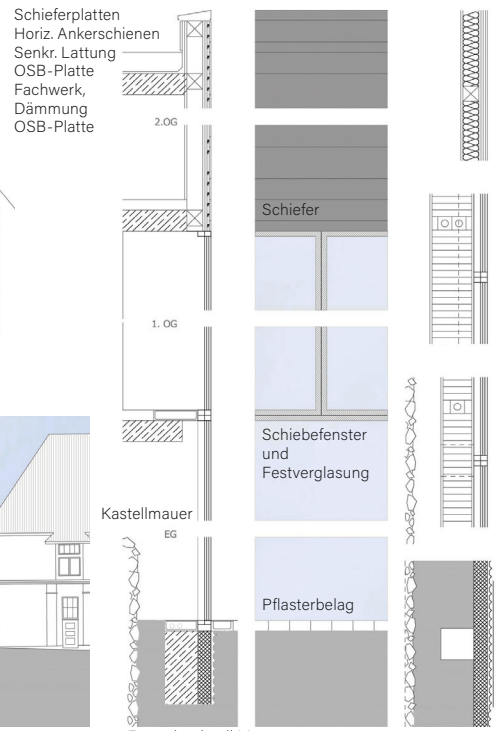 Schieferplatten
Horiz. Ankerschienen
Senkr. Lattung
OSB-Platte
Fachwerk,
Dämmung
OSB-Platte
2.OG
Schiefer
1. OG
Schiebefenster
und
Festverglasung
Kastellmauer
EG
Pflasterbelag